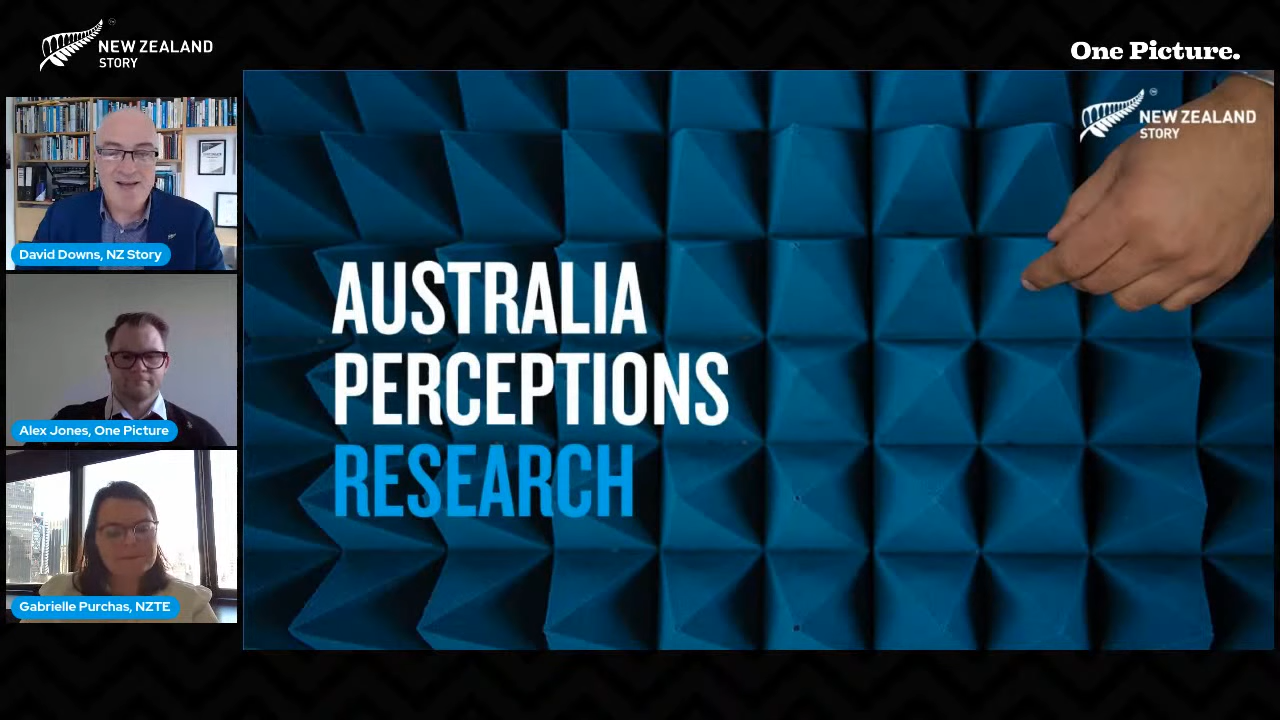 NEW ZEALAND
STORY
One Picture.
David Downs, NZ Story
Alex Jones, One Picture
Gabrielle Purchas, NZTE
NEW ZEALAND
STORY
AUSTRALIA
PERCEPTIONS
RESEARCH